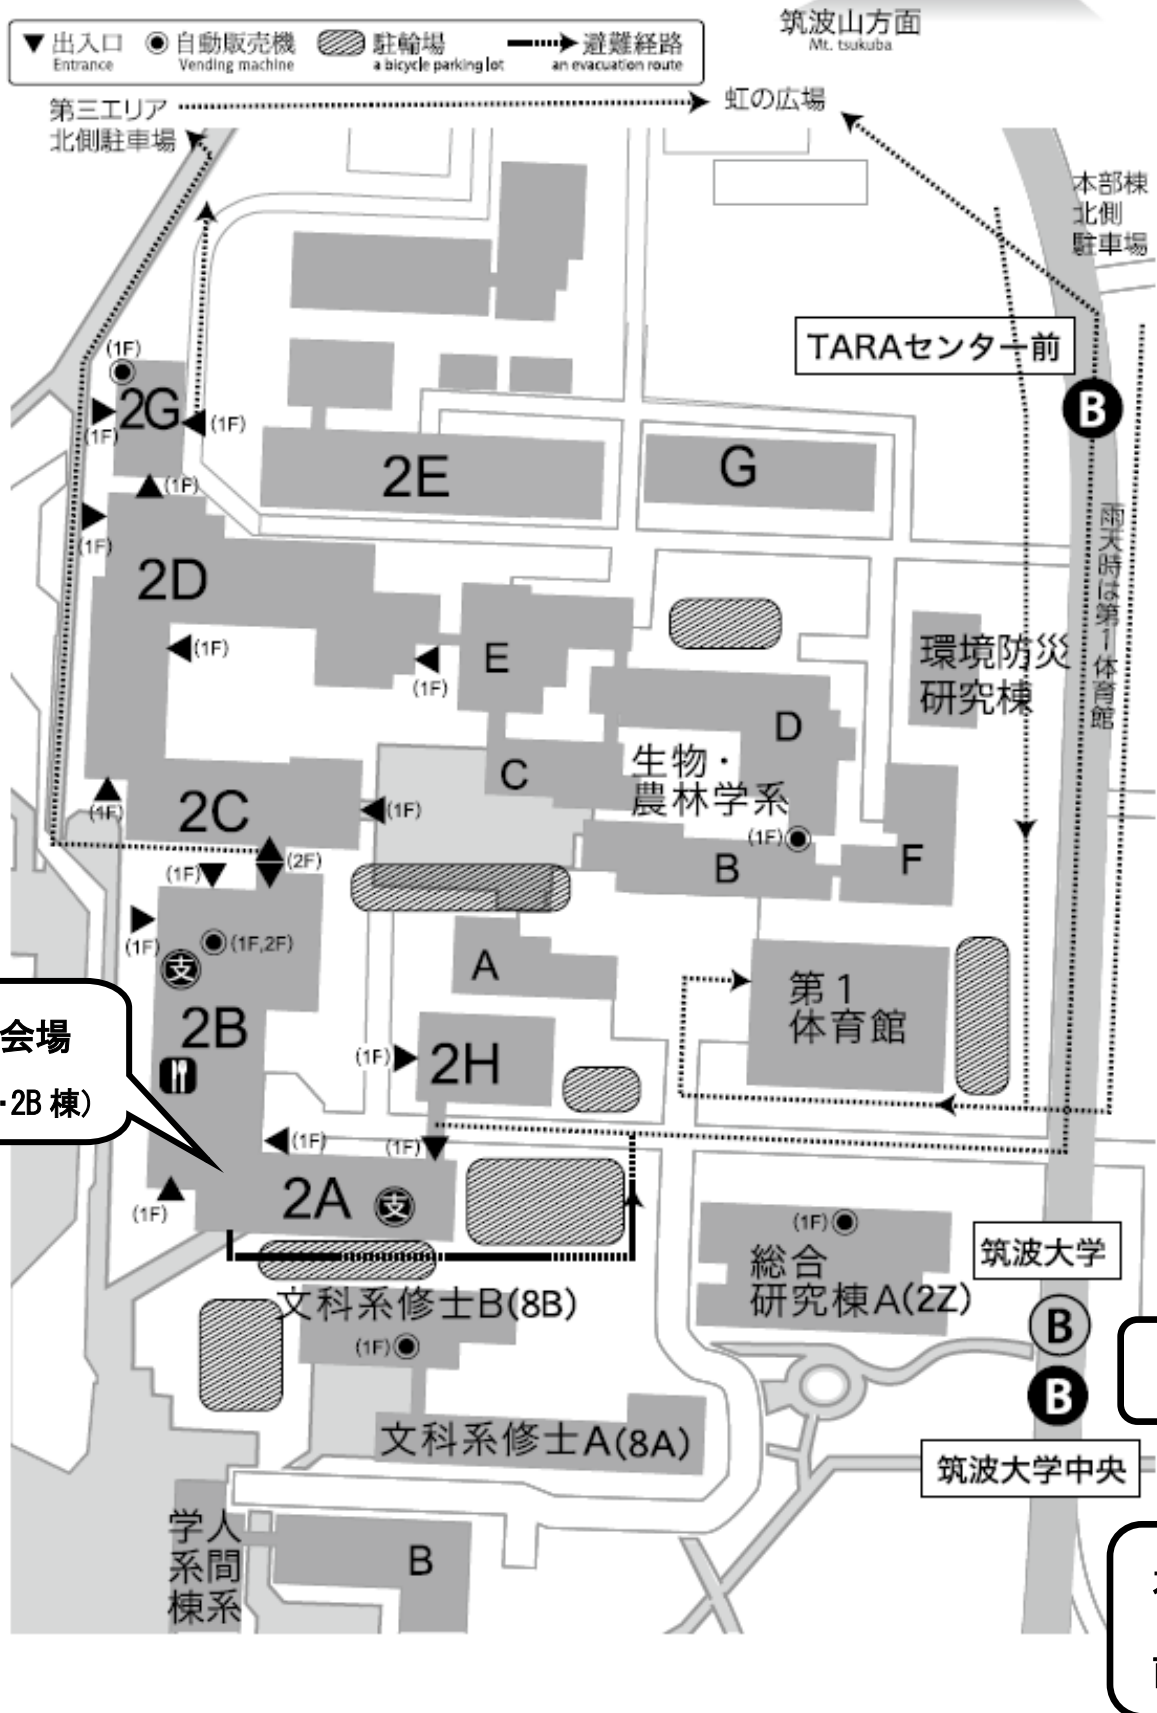 筑波山方面
Mt. tsukuba
出入口
Entrance
自動販売機
Vending machine
駐輪場
a bicycle parking lot
避難経路
an evacuation route
第三エリア
北側駐車場
虹の広場
本部棟
北側
駐車場
TARAセンター前
B
(1F)
2G
(1F)
(1F)
(1F)
2E
G
(1F)
2D
雨天時は第1体育館
(1F)
(1F)
E
環境防災
研究棟
D
C
生物・
農林学系
(1F)
2C
(1F)
(1F)
B
F
(2F)
(1F)
(1F)
(1F,2F)
支
A
第1
体育館
会場
・2B 棟)
2B
(1F)
2H
(1F)
(1F)
2A
支
(1F)
(1F)
総合
研究棟A(2Z)
筑波大学
B
B
文科系修士B(8B)
(1F)
文科系修士A(8A)
筑波大学中央
人間系
学系棟
B